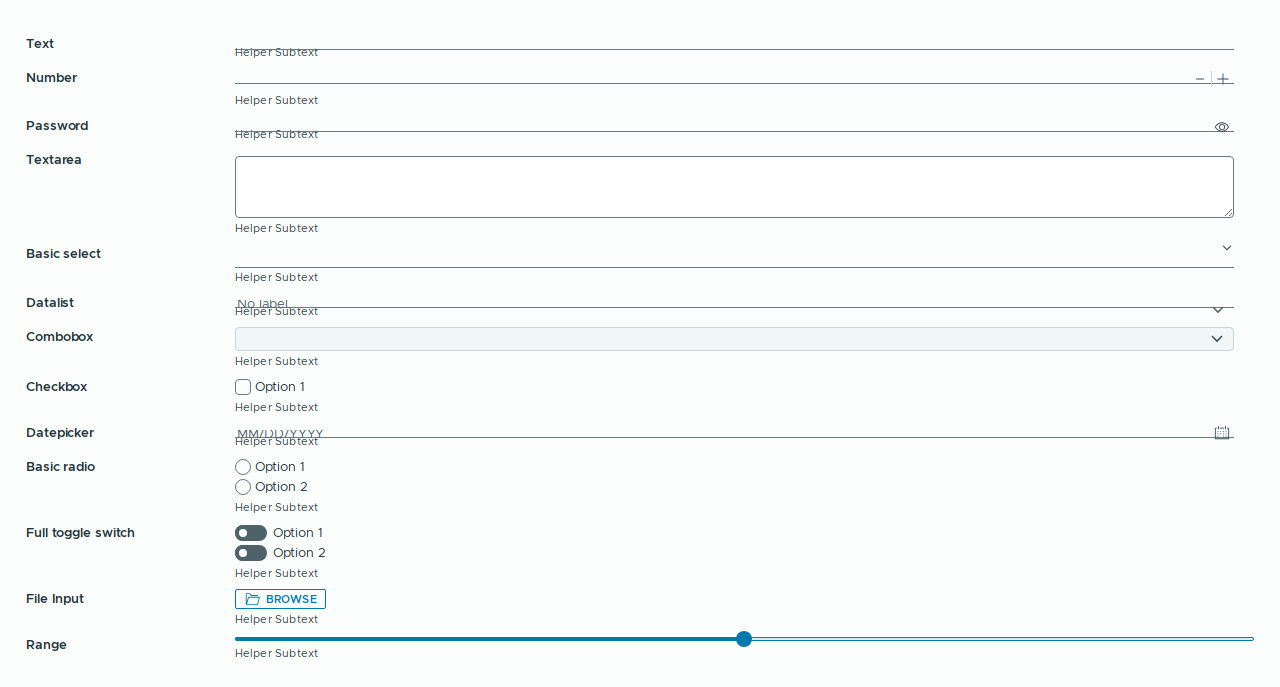 Text
Helper Subtext
Number
Helper Subtext
Password
Helper Subtext
Textarea
Helper Subtext
Basic select
Helper Subtext
Datalist
No label
Helper Subtext
Combobox
Helper Subtext
Checkbox
Option 1
Helper Subtext
Datepicker
MM/DD/YYYY
Helper Subtext
Basic radio
Option 1
Option 2
Helper Subtext
Full toggle switch
Option 1
Option 2
Helper Subtext
File Input
BROWSE
Helper Subtext
Range
Helper Subtext